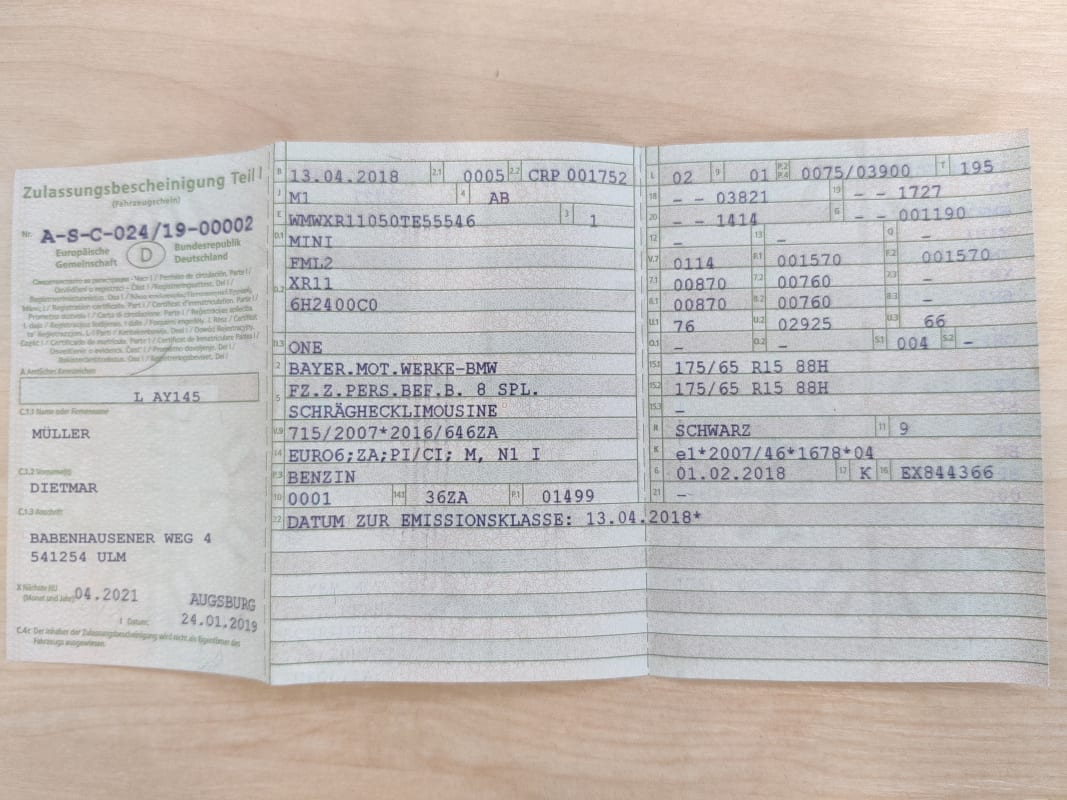 Zulassungsbescheinigung Teil I
(Fahrzeugschein)
Nr. A-S-C-024/19-00002
Europäische Gemeinschaft D Bundesrepublik Deutschland
A Amtliches Kennzeichen
L AY145
C.1.1 Name oder Firmenname
MÜLLER
C.1.2 Vorname(n)
DIETMAR
C.1.3 Anschrift
BABENHAUSENER WEG 4
541254 ULM
X Nächste HU
(Monat und Jahr) 04.2021
AUGSBURG
I Datum: 24.01.2019
C.4c Der Inhaber der Zulassungsbescheinigung wird nicht als Eigentümer des
Fahrzeugs ausgewiesen.
B 13.04.2018 2.1 0005 2.2 CRP 001752
J M1 4 AB
E WMWXR11050TE55546 3 1
D.1 MINI
FML2
D.2 XR11
6H2400C0
D.3 ONE
2 BAYER.MOT.WERKE-BMW
5 FZ.Z.PERS.BEF.B. 8 SPL.
SCHRÄGHECKLIMOUSINE
V.9 715/2007*2016/646ZA
14 EURO6;ZA;PI/CI; M, N1 I
P.3 BENZIN
10 0001 14.1 36ZA P.1 01499
22 DATUM ZUR EMISSIONSKLASSE: 13.04.2018*
L 02 9 01 P.2 P.4 0075/03900 T 195
18 - - 03821 19 - - 1727
20 - - 1414 G - - 001190
12 - 13 - Q -
V.7 0114 F.1 001570 F.2 001570
7.1 00870 7.2 00760 7.3 -
8.1 00870 8.2 00760 8.3 -
U.1 76 U.2 02925 U.3 66
O.1 - O.2 - S.1 004 S.2 -
15.1 175/65 R15 88H
15.2 175/65 R15 88H
15.3 -
R SCHWARZ 11 9
K e1*2007/46*1678*04
6 01.02.2018 17 K 16 EX844366
21 -